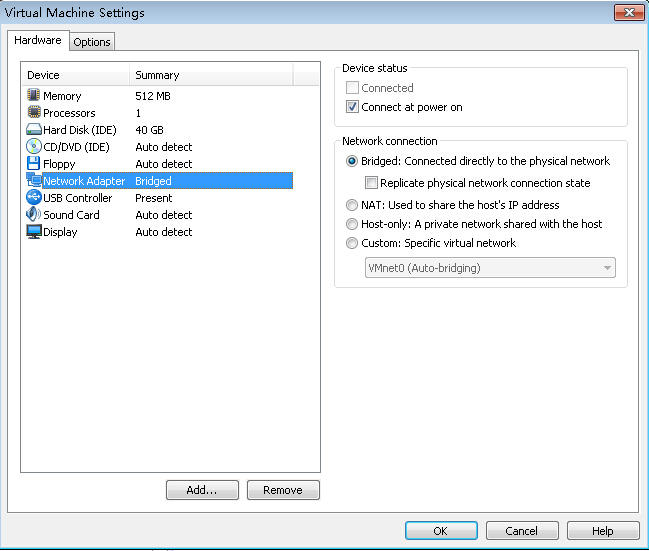 Virtual Machine Settings
Hardware
Options
Device Summary
Memory 512 MB
Processors 1
Hard Disk (IDE) 40 GB
CD/DVD (IDE) Auto detect
Floppy Auto detect
Network Adapter Bridged
USB Controller Present
Sound Card Auto detect
Display Auto detect
Add...
Remove
Device status
Connected
Connect at power on
Network connection
Bridged: Connected directly to the physical network
Replicate physical network connection state
NAT: Used to share the host's IP address
Host-only: A private network shared with the host
Custom: Specific virtual network
VMnet0 (Auto-bridging)
OK
Cancel
Help